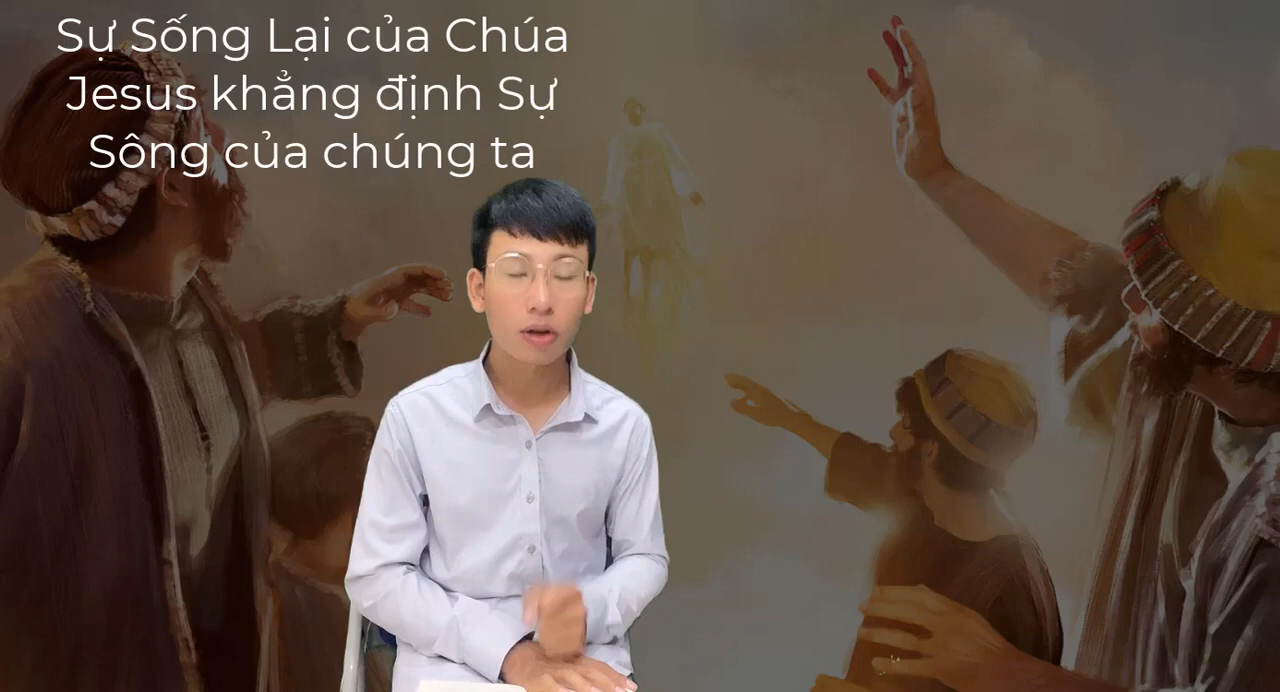 Sự Sống Lại của Chúa
Jesus khẳng định Sự
Sông của chúng ta